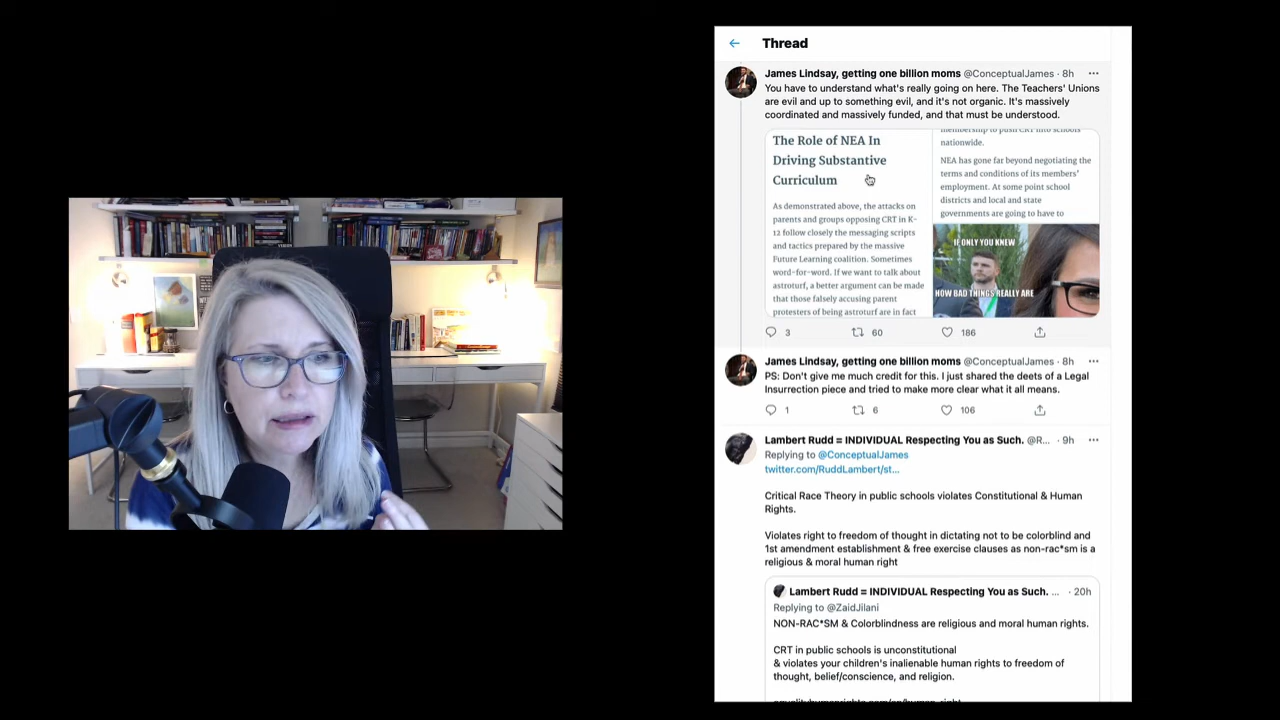 Thread
James Lindsay, getting one billion moms @ConceptualJames · 8h
You have to understand what's really going on here. The Teachers' Unions
are evil and up to something evil, and it's not organic. It's massively
coordinated and massively funded, and that must be understood.
The Role of NEA In
Driving Substantive
Curriculum
As demonstrated above, the attacks on
parents and groups opposing CRT in K-
12 follow closely the messaging scripts
and tactics prepared by the massive
Future Learning coalition. Sometimes
word-for-word. If we want to talk about
astroturf, a better argument can be made
that those falsely accusing parent
protesters of being astroturf are in fact
membership to push CRT into schools
nationwide.
NEA has gone far beyond negotiating the
terms and conditions of its members'
employment. At some point school
districts and local and state
governments are going to have to
IF ONLY YOU KNEW
HOW BAD THINGS REALLY ARE
3 60 186
James Lindsay, getting one billion moms @ConceptualJames · 8h
PS: Don't give me much credit for this. I just shared the deets of a Legal
Insurrection piece and tried to make more clear what it all means.
1 6 106
Lambert Rudd = INDIVIDUAL Respecting You as Such. @R... · 9h
Replying to @ConceptualJames
twitter.com/RuddLambert/st...
Critical Race Theory in public schools violates Constitutional & Human
Rights.
Violates right to freedom of thought in dictating not to be colorblind and
1st amendment establishment & free exercise clauses as non-rac*sm is a
religious & moral human right
Lambert Rudd = INDIVIDUAL Respecting You as Such. ... · 20h
Replying to @ZaidJilani
NON-RAC*SM & Colorblindness are religious and moral human rights.
CRT in public schools is unconstitutional
& violates your children's inalienable human rights to freedom of
thought, belief/conscience, and religion.